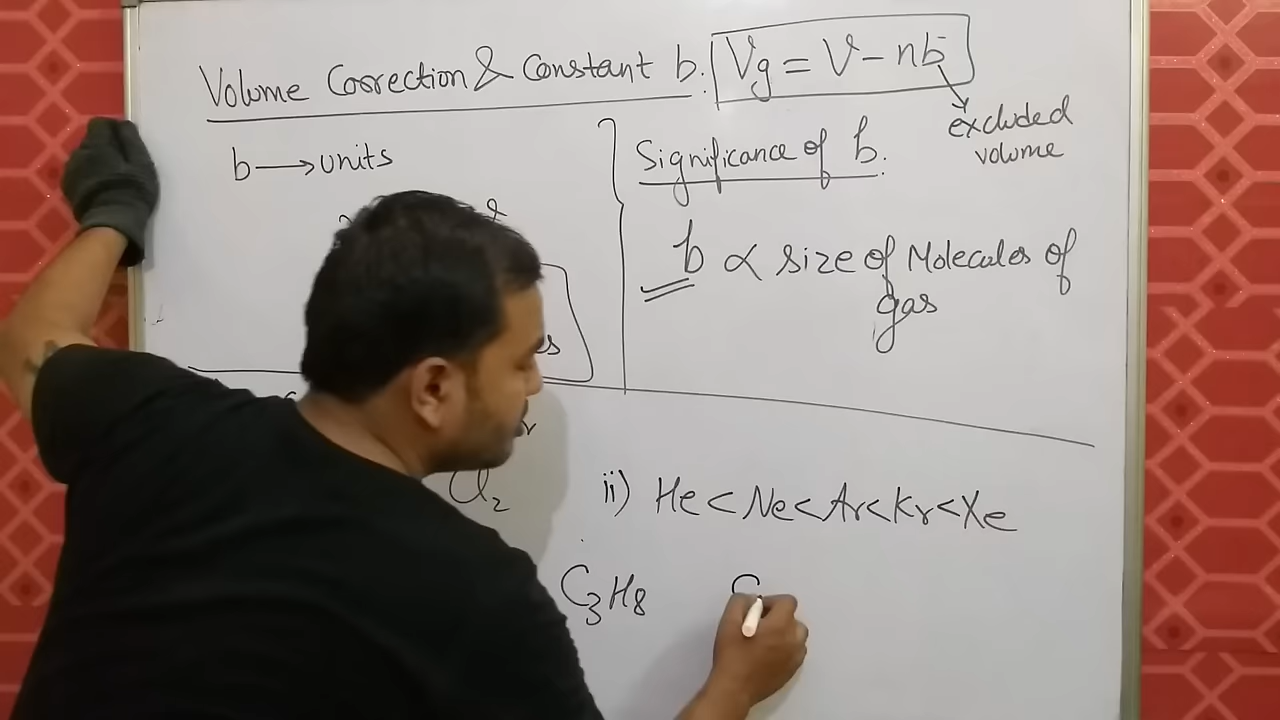 Volume Correction & Constant b. Vg = V - nb
excluded
volume
b → units
Significance of b.
b ∝ size of Molecules of
gas
Cl₂
ii) He < Ne < Ar < Kr < Xe
C₃H₈ C